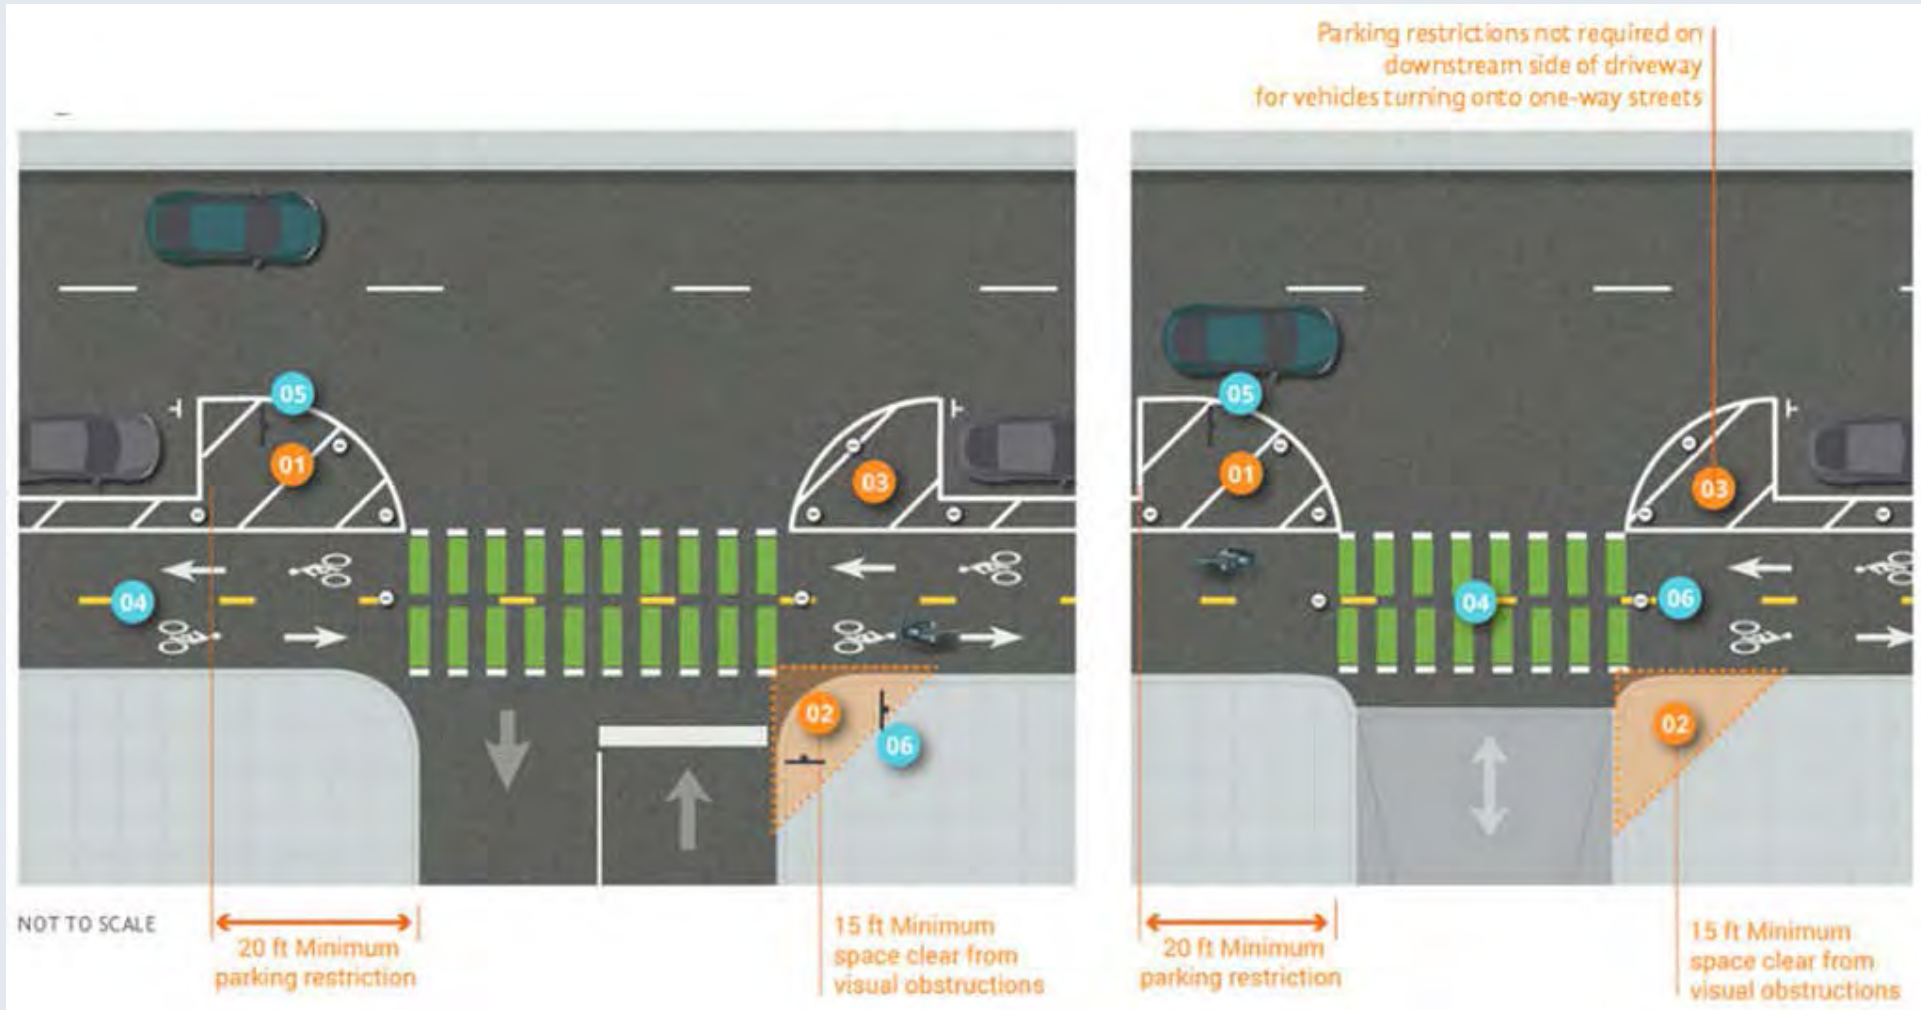 Parking restrictions not required on
downstream side of driveway
for vehicles turning onto one-way streets
05
01
03
04
02
06
05
01
03
04
06
02
NOT TO SCALE
20 ft Minimum
parking restriction
15 ft Minimum
space clear from
visual obstructions
20 ft Minimum
parking restriction
15 ft Minimum
space clear from
visual obstructions